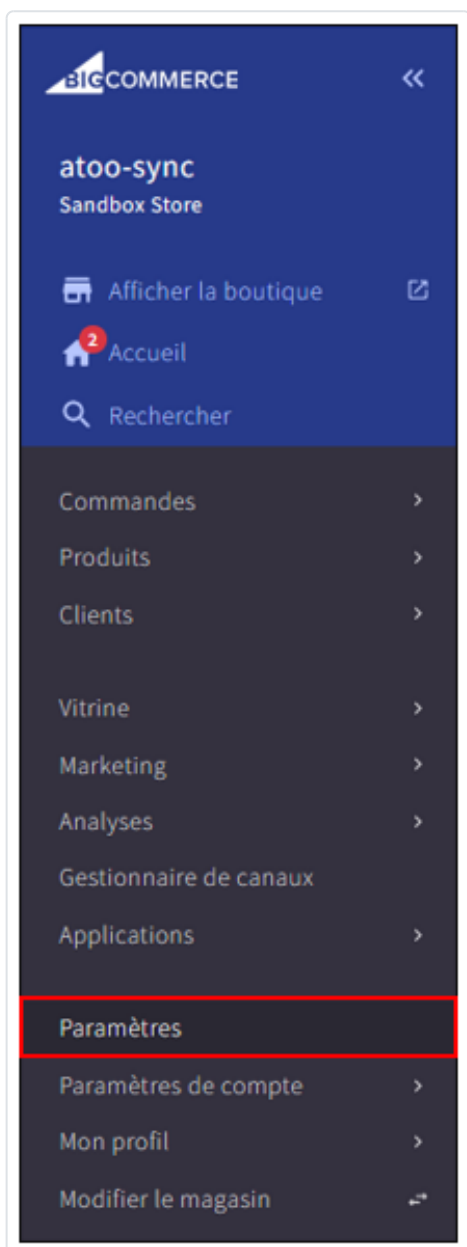 BIGCOMMERCE
atoo-sync
Sandbox Store
Afficher la boutique
2
Accueil
Rechercher
Commandes
Produits
Clients
Vitrine
Marketing
Analyses
Gestionnaire de canaux
Applications
Paramètres
Paramètres de compte
Mon profil
Modifier le magasin